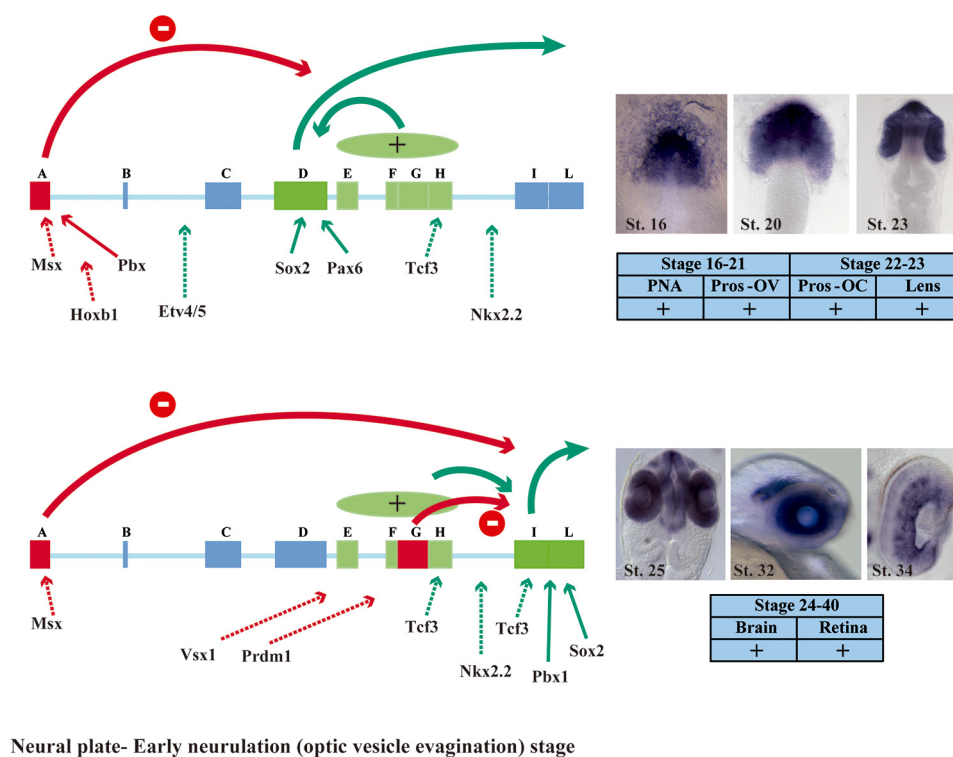 A B C D E F G H I L
+
Msx Pbx Sox2 Pax6 Tcf3
Hoxb1 Etv4/5 Nkx2.2
St. 16 St. 20 St. 23
Stage 16-21 Stage 22-23
PNA Pros-OV Pros-OC Lens
+ + + +
A B C D E F G H I L
+
Msx Tcf3 Tcf3
Vsx1 Prdm1 Sox2
Nkx2.2 Pbx1
St. 25 St. 32 St. 34
Stage 24-40
Brain Retina
+ +
Neural plate- Early neurulation (optic vesicle evagination) stage